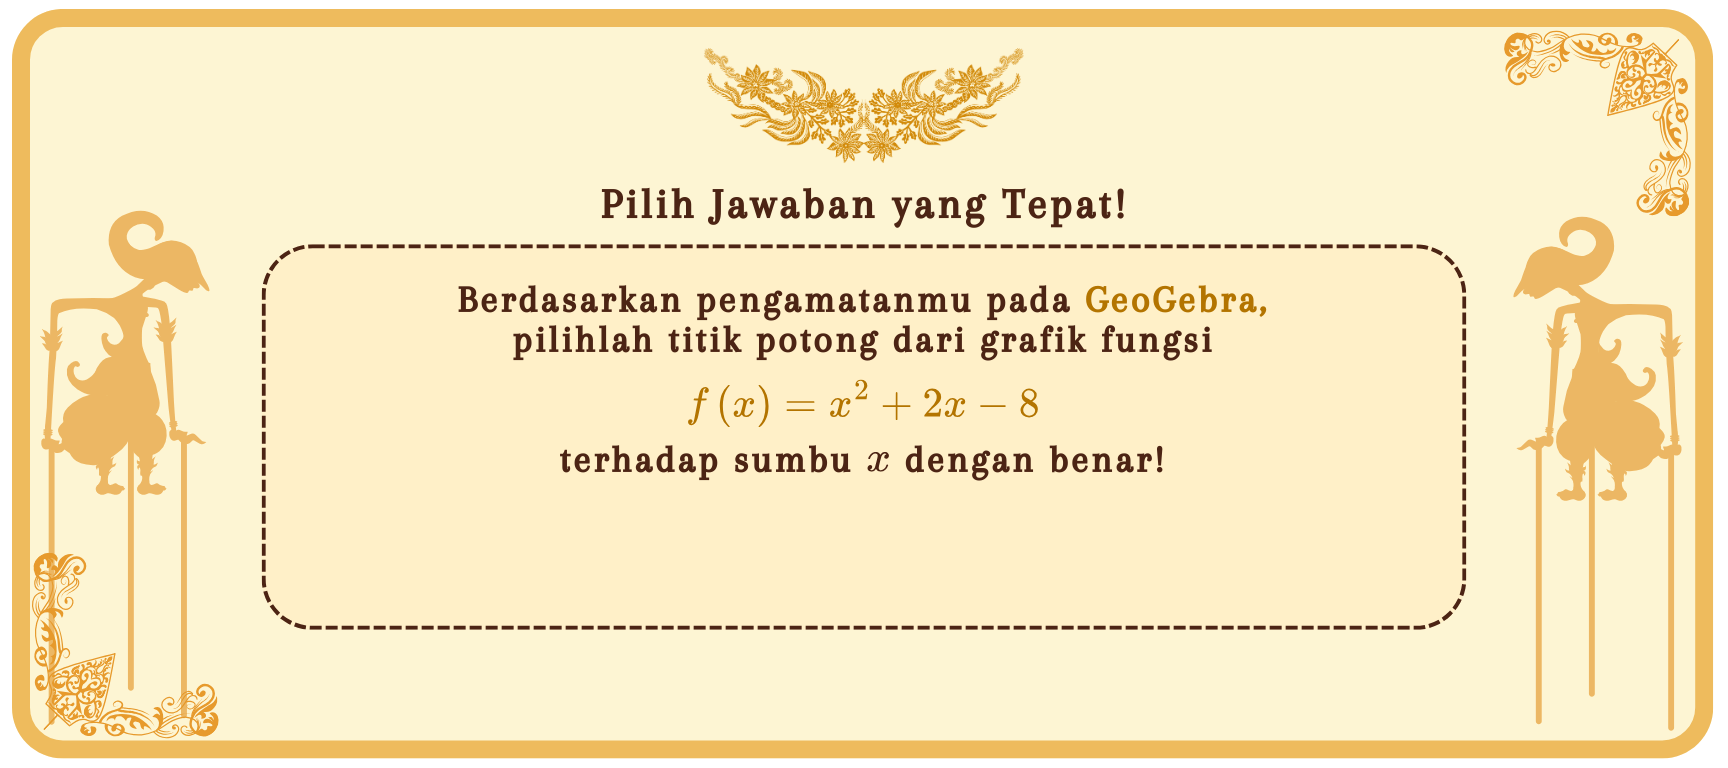 Pilih Jawaban yang Tepat!
Berdasarkan pengamatanmu pada GeoGebra,
pilihlah titik potong dari grafik fungsi
f (x) = x² + 2x − 8
terhadap sumbu x dengan benar!